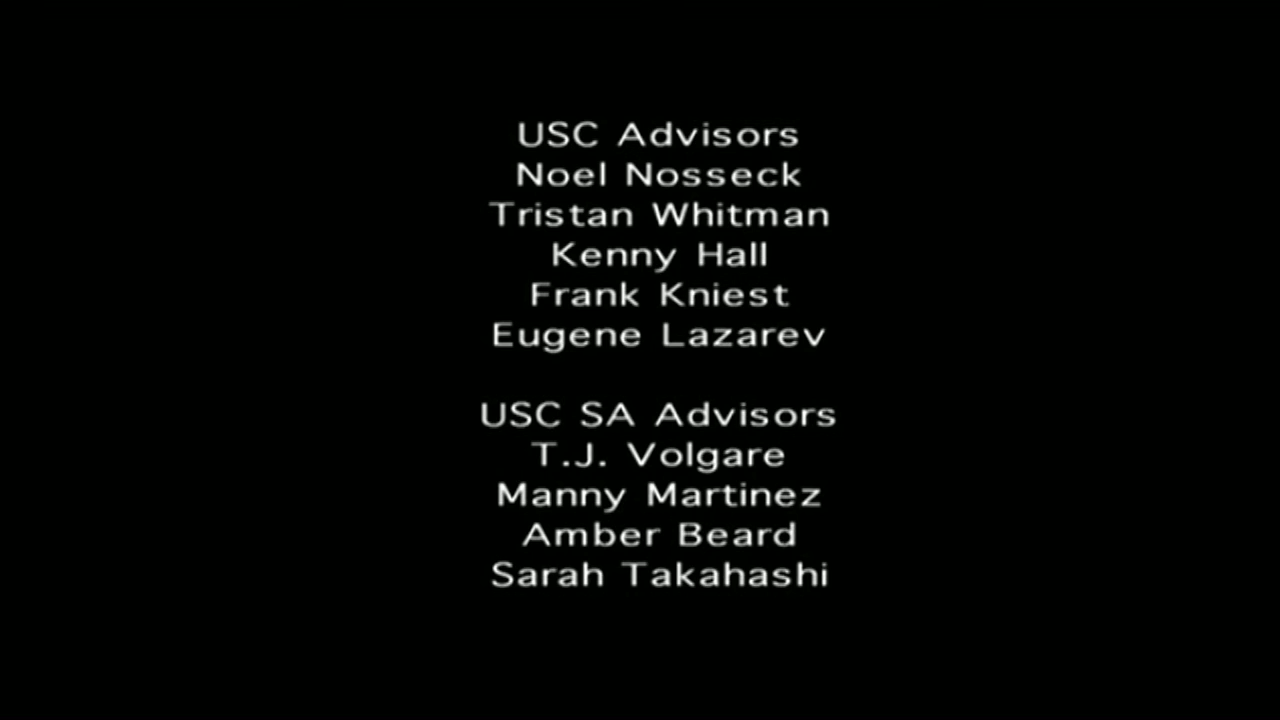 USC Advisors
Noel Nosseck
Tristan Whitman
Kenny Hall
Frank Kniest
Eugene Lazarev
USC SA Advisors
T.J. Volgare
Manny Martinez
Amber Beard
Sarah Takahashi